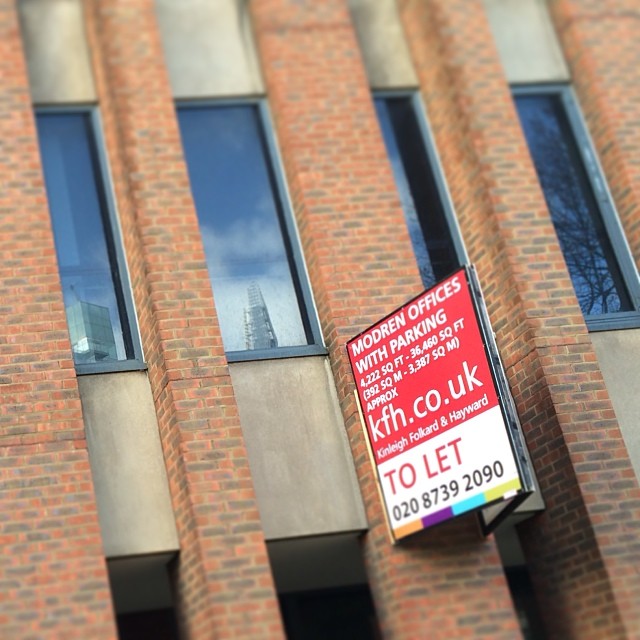 MODREN OFFICES
WITH PARKING
4,222 SQ FT - 36,460 SQ FT
(392 SQ M - 3,387 SQ M)
APPROX
kfh.co.uk
Kinleigh Folkard & Hayward
TO LET
020 8739 2090